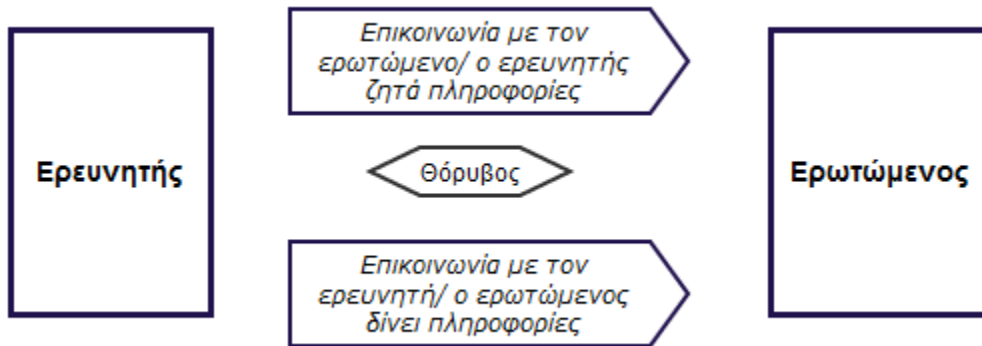 Ερευνητής
Επικοινωνία με τον
ερωτώμενο/ ο ερευνητής
ζητά πληροφορίες
Θόρυβος
Επικοινωνία με τον
ερευνητή/ ο ερωτώμενος
δίνει πληροφορίες
Ερωτώμενος